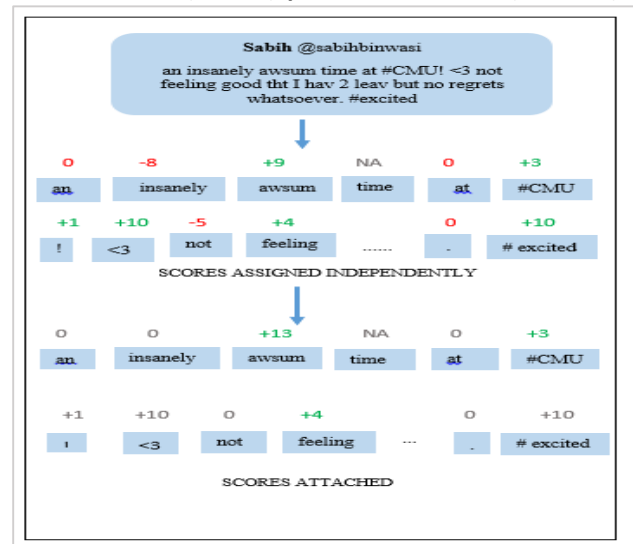 Sabih @sabihbinwasi
an insanely awsum time at #CMU! <3 not
feeling good tht I hav 2 leav but no regrets
whatsoever. #excited
0 -8 +9 NA 0 +3
an insanely awsum time at #CMU
+1 +10 -5 +4 0 +10
! <3 not feeling ...... . # excited
SCORES ASSIGNED INDEPENDENTLY
0 0 +13 NA 0 +3
an insanely awsum time at #CMU
+1 +10 0 +4 0 +10
! <3 not feeling ... . # excited
SCORES ATTACHED